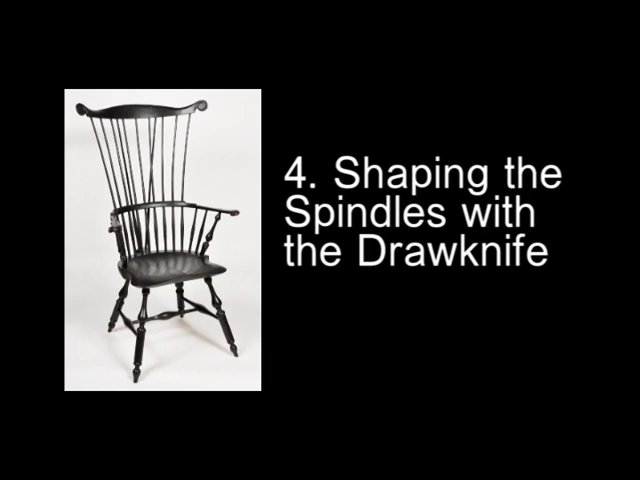 4. Shaping the
Spindles with
the Drawknife